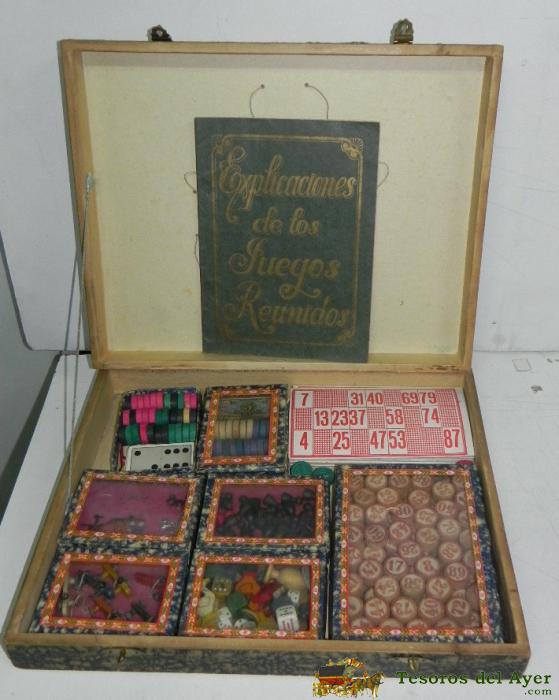 Explicaciones
de los
Juegos
Reunidos
7 31 40 69 79
13 23 37 58 74
4 25 47 53 87
Tesoros del Ayer
.com